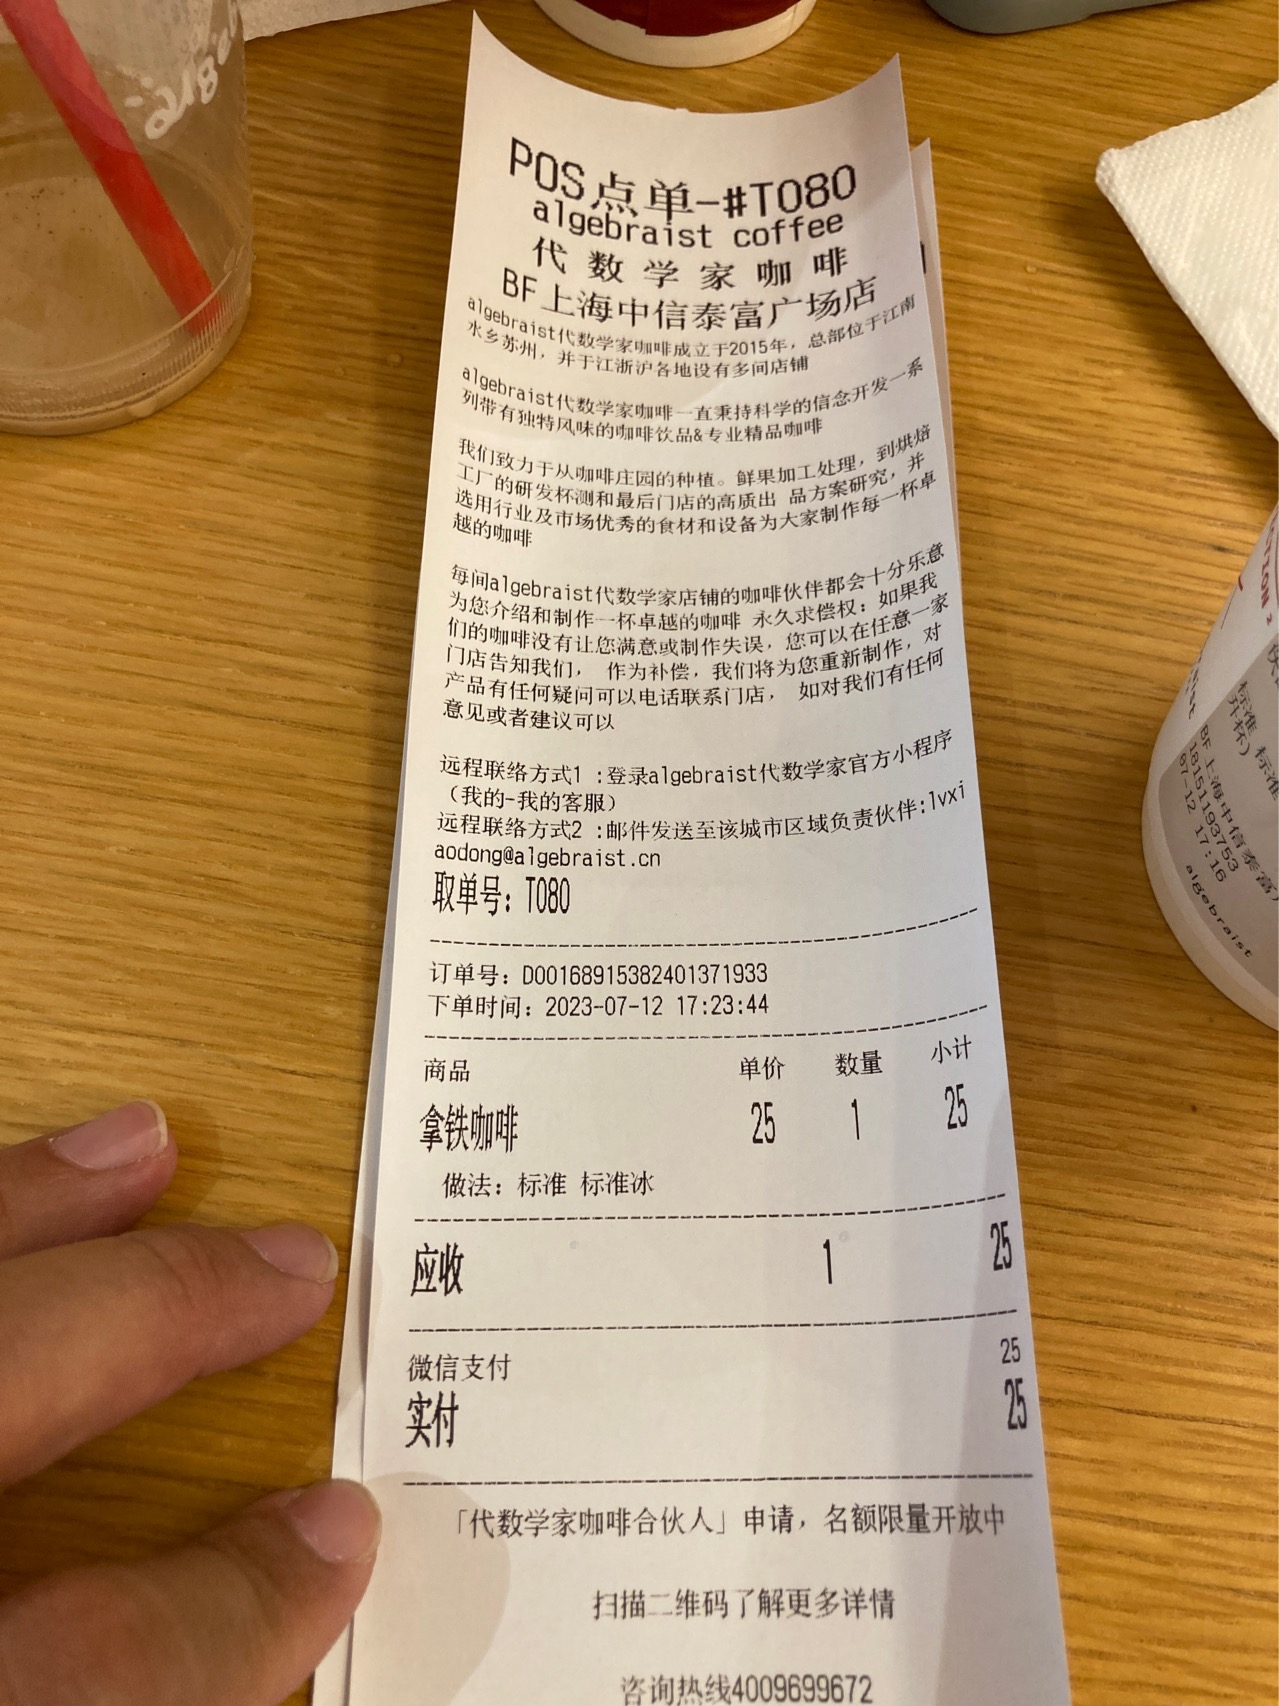 POS点单-#T080
algebraist coffee
代数学家咖啡
BF上海中信泰富广场店
algebraist代数学家咖啡成立于2015年，总部位于江南
水乡苏州，并于江浙沪各地设有多间店铺
algebraist代数学家咖啡一直秉持科学的信念开发一系
列带有独特风味的咖啡饮品&专业精品咖啡
我们致力于从咖啡庄园的种植。鲜果加工处理，到烘焙
工厂的研发杯测和最后门店的高质出 品方案研究，并
选用行业及市场优秀的食材和设备为大家制作每一杯卓
越的咖啡
每间algebraist代数学家店铺的咖啡伙伴都会十分乐意
为您介绍和制作一杯卓越的咖啡 永久求偿权：如果我
们的咖啡没有让您满意或制作失误，您可以在任意一家
门店告知我们， 作为补偿，我们将为您重新制作，对
产品有任何疑问可以电话联系门店， 如对我们有任何
意见或者建议可以
远程联络方式1 :登录algebraist代数学家官方小程序
（我的-我的客服）
远程联络方式2 :邮件发送至该城市区域负责伙伴:lvxi
aodong@algebraist.cn
取单号：T080
订单号：D00168915382401371933
下单时间：2023-07-12 17:23:44
商品 单价 数量 小计
拿铁咖啡 25 1 25
做法：标准 标准冰
应收 1 25
微信支付 25
实付 25
「代数学家咖啡合伙人」申请，名额限量开放中
扫描二维码了解更多详情
咨询热线4009699672
标准 标准
开杯）
BF 上海中信泰富
18151193753
07-12 17:16
algebraist